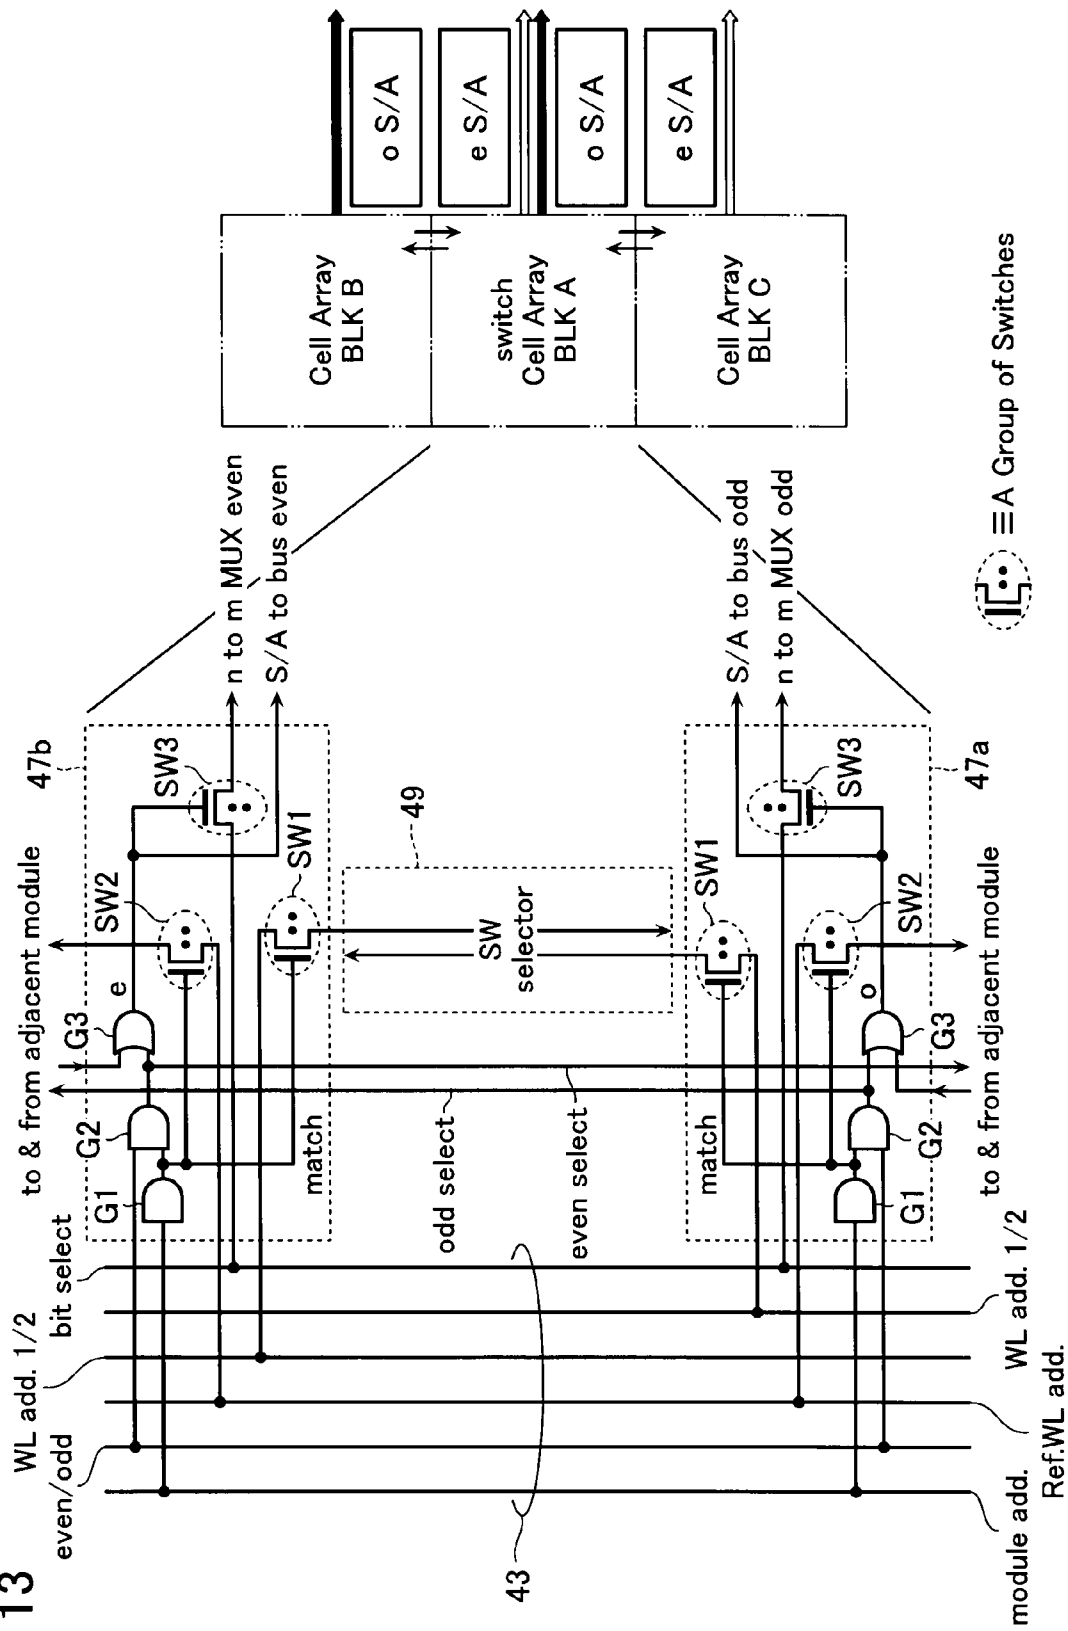 13
WL add. 1/2
even/odd
bit select
to & from adjacent module
47b
G1
G2
G3
e
SW2
SW3
SW1
match
n to m MUX even
S/A to bus even
odd select
even select
43
49
SW
selector
S/A to bus odd
n to m MUX odd
match
SW1
SW3
SW2
47a
o
G1
G2
G3
to & from adjacent module
module add.
Ref.WL add.
WL add. 1/2
Cell Array
BLK B
switch
Cell Array
BLK A
Cell Array
BLK C
o S/A
e S/A
o S/A
e S/A
≡A Group of Switches